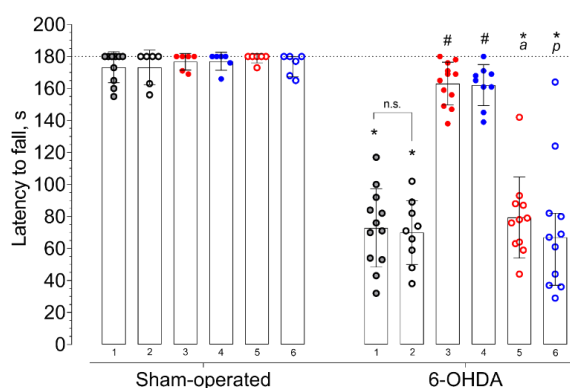 Latency to fall, s
200
180
160
140
120
100
80
60
40
20
0
# # * *
a p
n.s.
* *
1 2 3 4 5 6 1 2 3 4 5 6
Sham-operated 6-OHDA